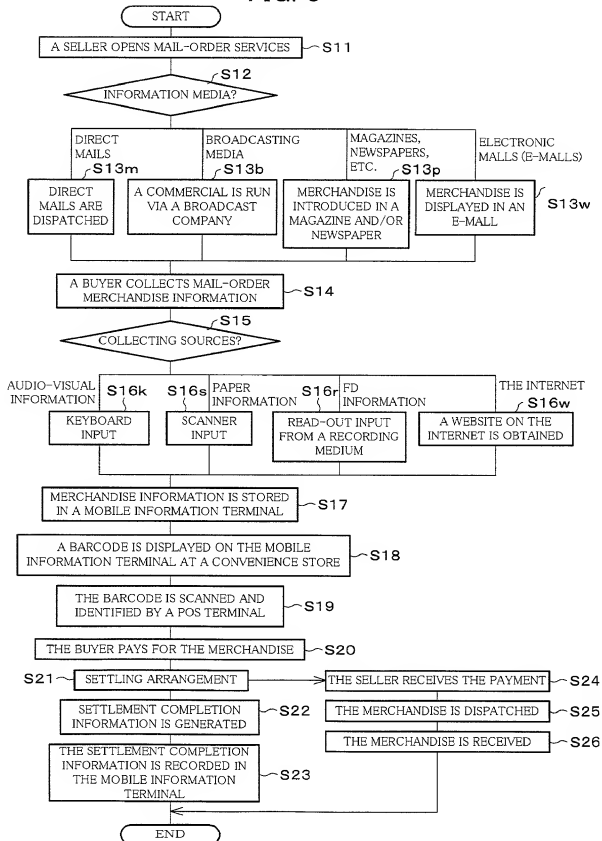 START
A SELLER OPENS MAIL-ORDER SERVICES
S11
S12
INFORMATION MEDIA?
DIRECT
MAILS
S13m
BROADCASTING
MEDIA
S13b
MAGAZINES,
NEWSPAPERS,
ETC.
S13p
ELECTRONIC
MALLS (E-MALLS)
DIRECT
MAILS ARE
DISPATCHED
A COMMERCIAL IS RUN
VIA A BROADCAST
COMPANY
MERCHANDISE IS
INTRODUCED IN A
MAGAZINE AND/OR
NEWSPAPER
MERCHANDISE IS
DISPLAYED IN AN
E-MALL
S13w
A BUYER COLLECTS MAIL-ORDER
MERCHANDISE INFORMATION
S14
S15
COLLECTING SOURCES?
AUDIO-VISUAL
INFORMATION
S16k
S16s
PAPER
INFORMATION
S16r
FD
INFORMATION
THE INTERNET
S16w
KEYBOARD
INPUT
SCANNER
INPUT
READ-OUT INPUT
FROM A RECORDING
MEDIUM
A WEBSITE ON THE
INTERNET IS OBTAINED
MERCHANDISE INFORMATION IS STORED
IN A MOBILE INFORMATION TERMINAL
S17
A BARCODE IS DISPLAYED ON THE MOBILE
INFORMATION TERMINAL AT A CONVENIENCE STORE
S18
THE BARCODE IS SCANNED AND
IDENTIFIED BY A POS TERMINAL
S19
THE BUYER PAYS FOR THE MERCHANDISE
S20
S21
SETTLING ARRANGEMENT
THE SELLER RECEIVES THE PAYMENT
S24
SETTLEMENT COMPLETION
INFORMATION IS GENERATED
S22
THE MERCHANDISE IS DISPATCHED
S25
THE MERCHANDISE IS RECEIVED
S26
THE SETTLEMENT COMPLETION
INFORMATION IS RECORDED IN
THE MOBILE INFORMATION
TERMINAL
S23
END